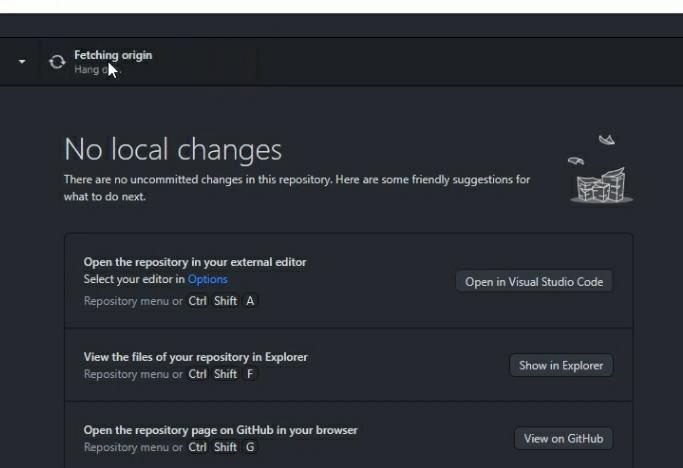 Fetching origin
Hang
No local changes
There are no uncommitted changes in this repository. Here are some friendly suggestions for
what to do next.
Open the repository in your external editor
Select your editor in Options
Repository menu or Ctrl Shift A
Open in Visual Studio Code
View the files of your repository in Explorer
Repository menu or Ctrl Shift F
Show in Explorer
Open the repository page on GitHub in your browser
Repository menu or Ctrl Shift G
View on GitHub